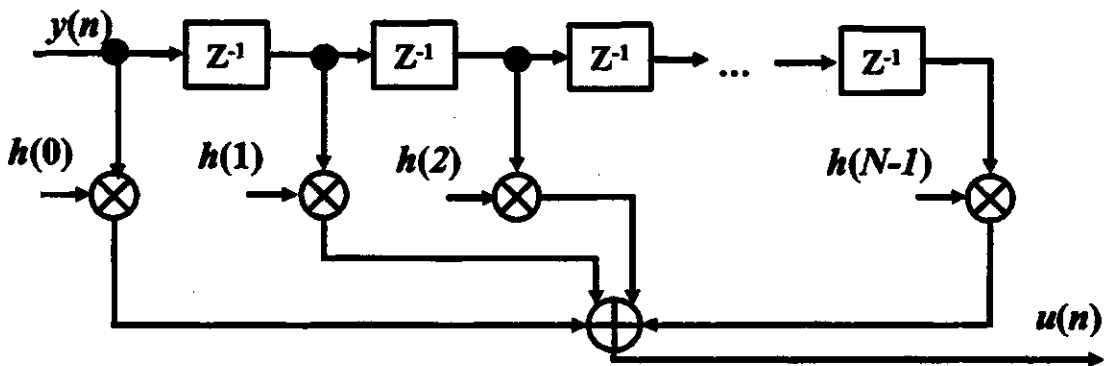 y(n)
Z⁻¹ Z⁻¹ Z⁻¹ ... Z⁻¹
h(0) h(1) h(2) h(N-1)
u(n)